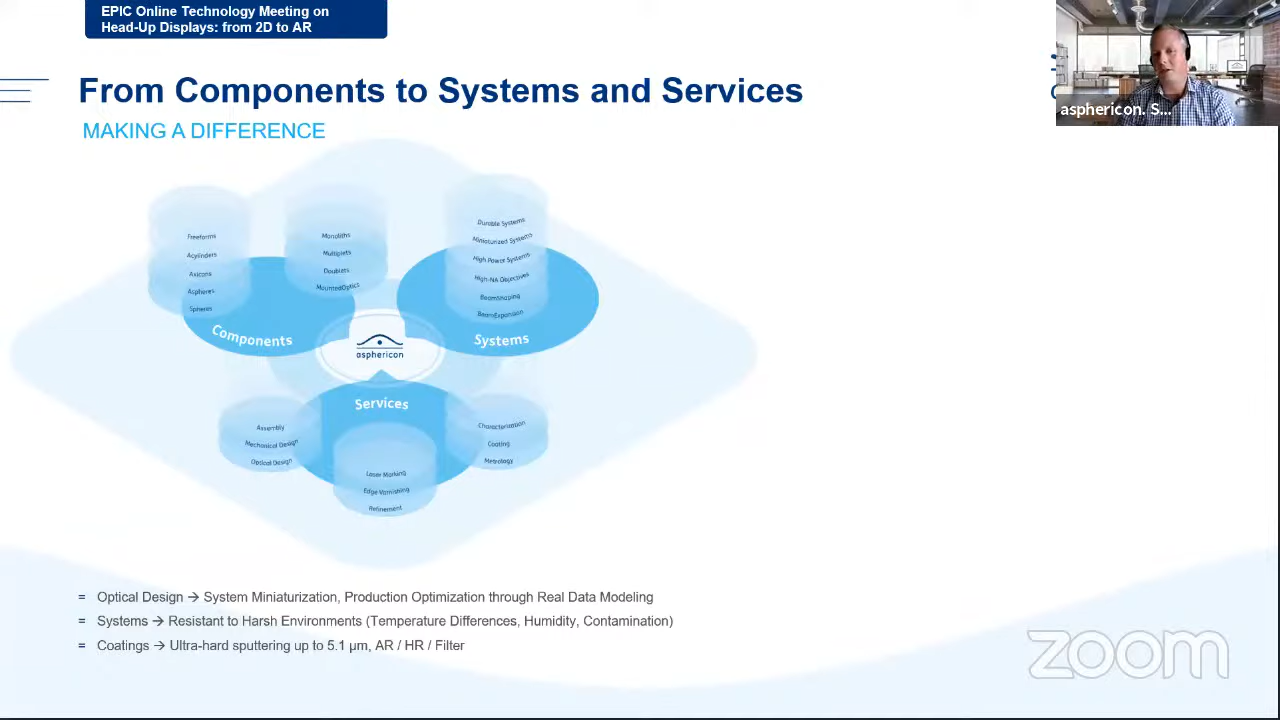 EPIC Online Technology Meeting on
Head-Up Displays: from 2D to AR
From Components to Systems and Services
MAKING A DIFFERENCE
asphericon. S...
Freeforms
Acylinders
Axicons
Aspheres
Spheres
Monoliths
Multiplets
Doublets
MountedOptics
Durable Systems
Miniaturized Systems
High Power Systems
High-NA Objectives
BeamShaping
BeamExpansion
Components
Systems
asphericon
Services
Assembly
Mechanical Design
Optical Design
Laser Marking
Edge Varnishing
Refinement
Characterization
Coating
Metrology
= Optical Design → System Miniaturization, Production Optimization through Real Data Modeling
= Systems → Resistant to Harsh Environments (Temperature Differences, Humidity, Contamination)
= Coatings → Ultra-hard sputtering up to 5.1 µm, AR / HR / Filter
zoom